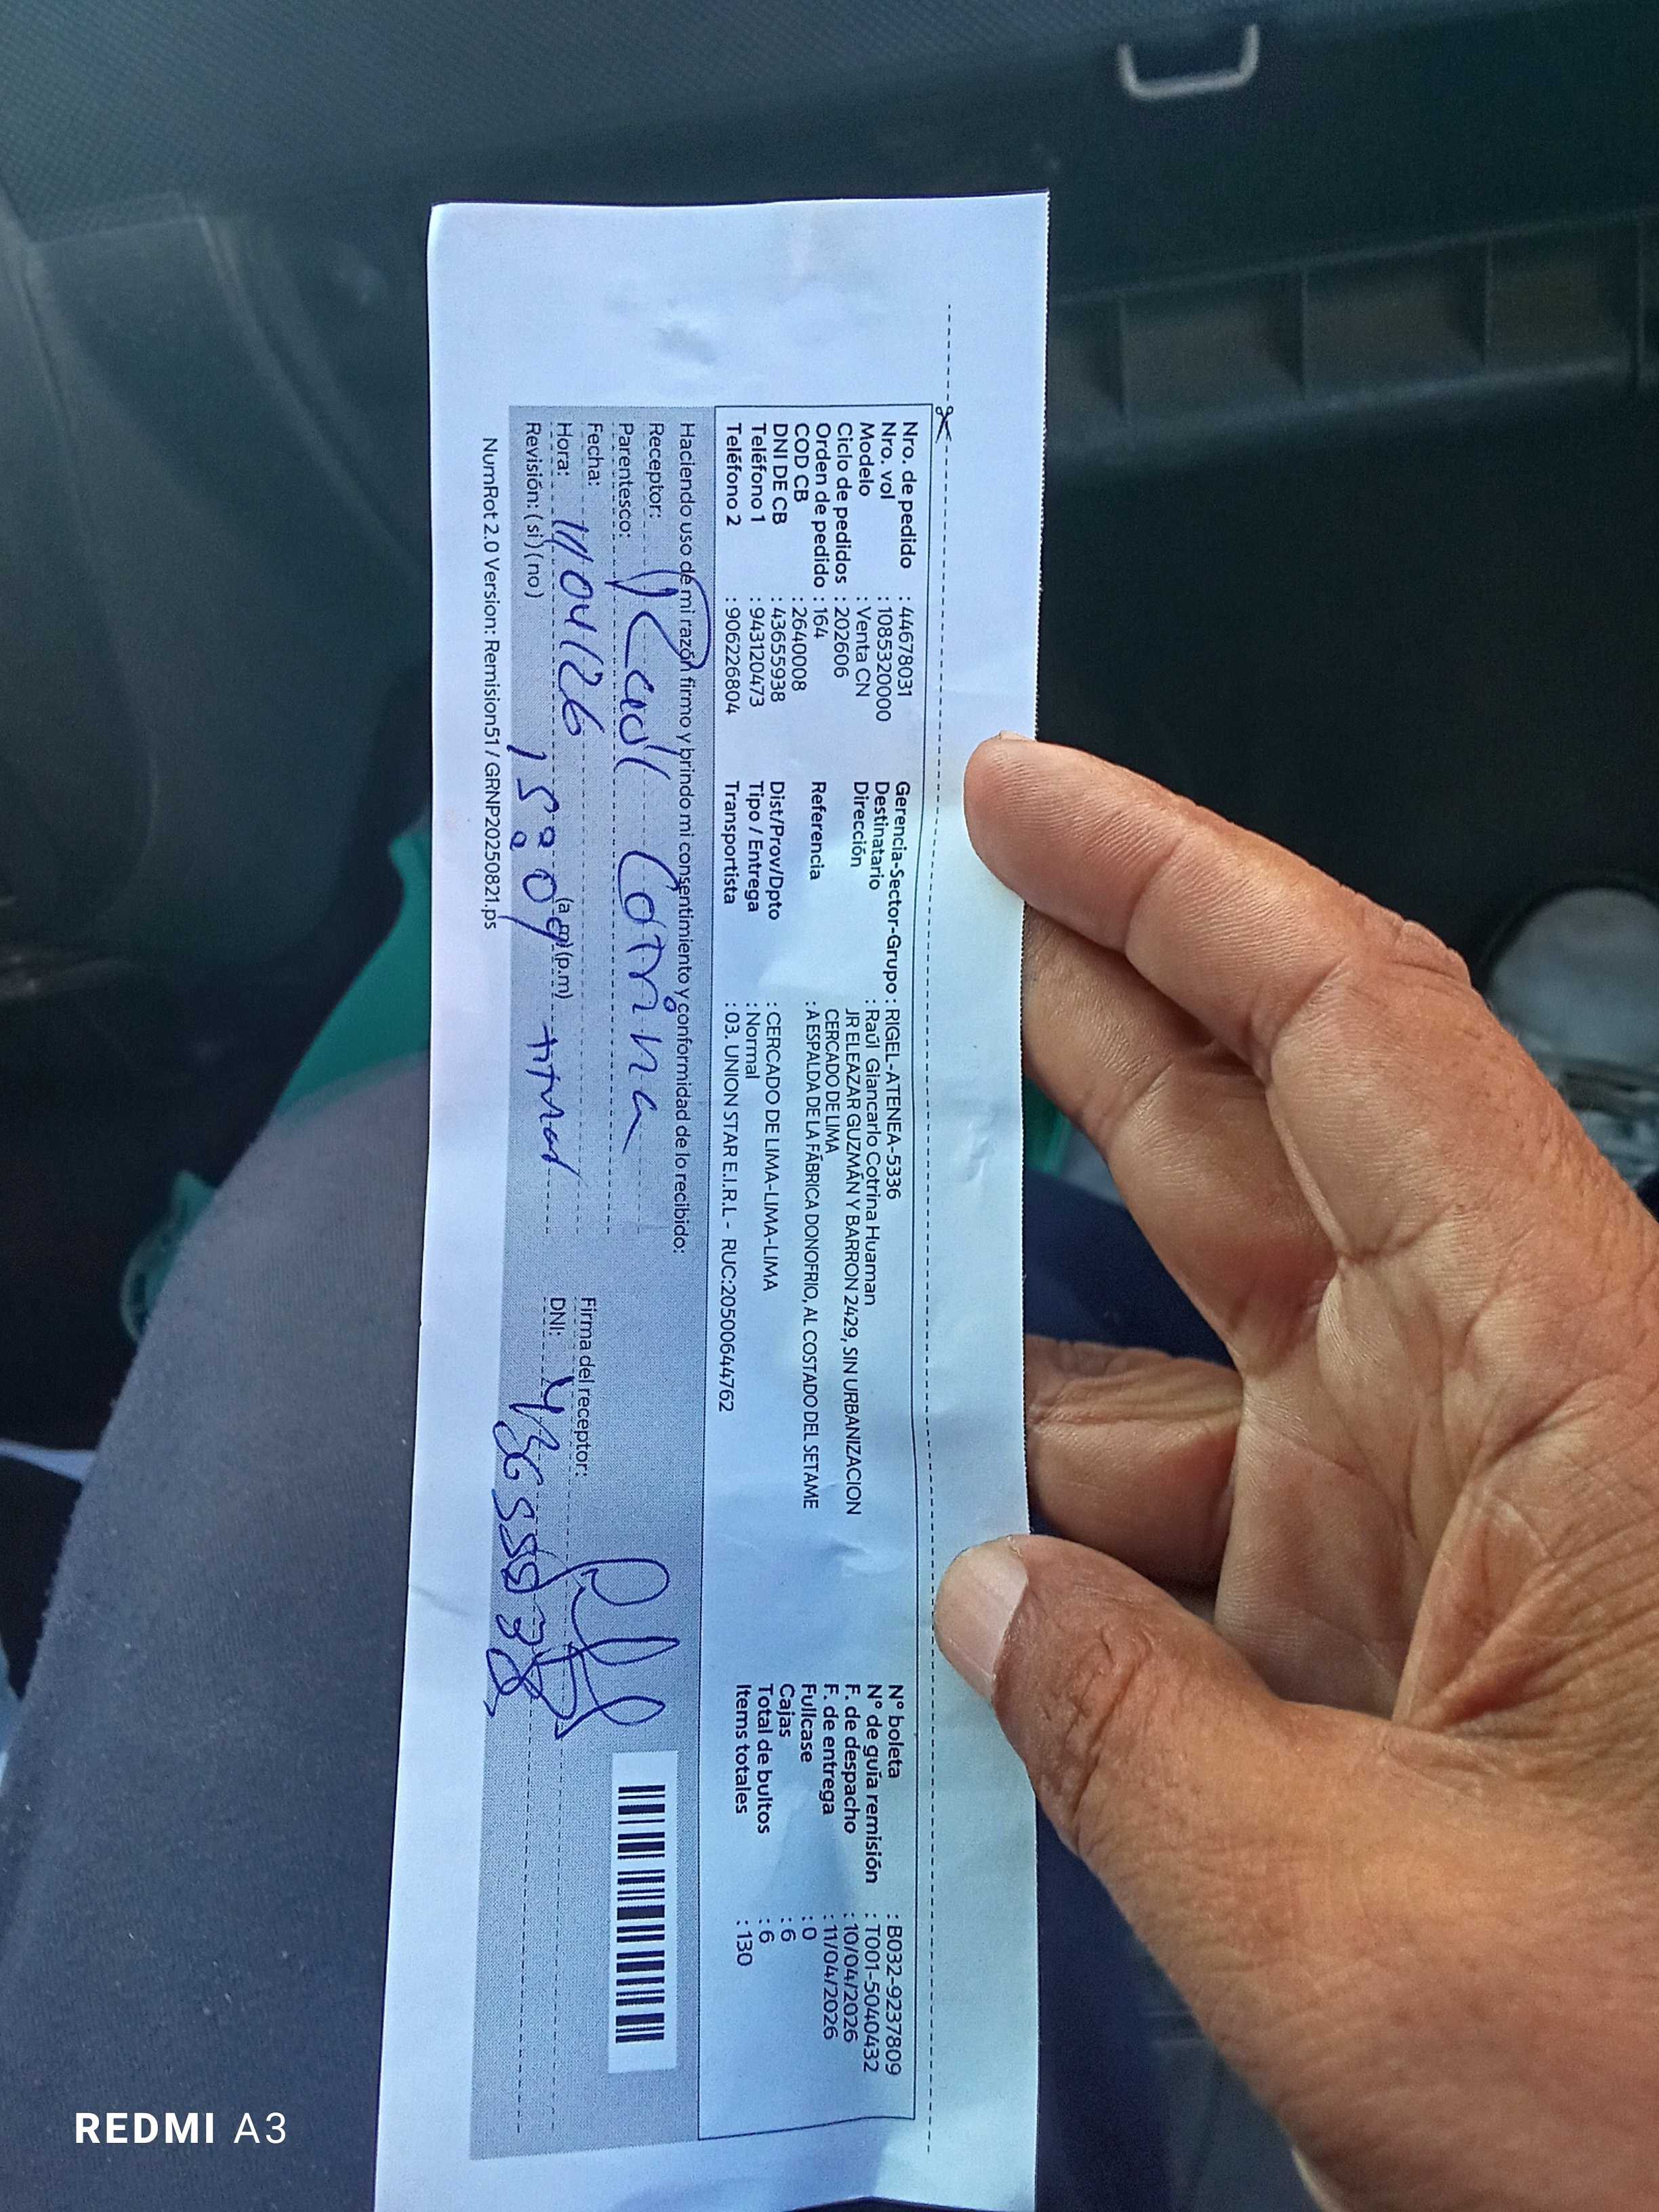 Nro. de pedido : 44678031
Nro. vol : 1085320000
Modelo : Venta CN
Ciclo de pedidos : 202606
Orden de pedido : 164
COD CB : 2640008
DNI DE CB : 43655938
Teléfono 1 : 943120473
Teléfono 2 : 906226804
Gerencia-Sector-Grupo : RIGEL-ATENEA-5336
Destinatario : Raúl Giancarlo Cotrina Huaman
Dirección JR ELEAZAR GUZMÁN Y BARRON 2429, SIN URBANIZACION
CERCADO DE LIMA
Referencia : A ESPALDA DE LA FÁBRICA DONOFRIO, AL COSTADO DEL SETAME
Dist/Prov/Dpto : CERCADO DE LIMA-LIMA-LIMA
Tipo / Entrega : Normal
Transportista : 03. UNION STAR E.I.R.L - RUC:20500644762
N° boleta : B032-9237809
N° de guía remisión : T001-5040432
F. de despacho : 10/04/2026
F. de entrega : 11/04/2026
Fullcase : 0
Cajas : 6
Total de bultos : 6
Items totales : 130
Haciendo uso de mi razón firmo y brindo mi consentimiento y conformidad de lo recibido:
Receptor: Raul Cotrina
Parentesco:
Fecha: 11/04/26
Hora: 15:09 (a.m) (p.m) titular
Revisión: ( si ) ( no )
Firma del receptor:
DNI: 43655938
NumRot 2.0 Version: Remision51 / GRNP20250821.ps
REDMI A3